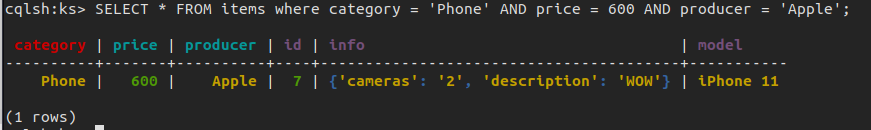 cqlsh:ks> SELECT * FROM items where category = 'Phone' AND price = 600 AND producer = 'Apple';
 category | price | producer | id | info                                    | model
----------+-------+----------+----+-----------------------------------------+-----------
    Phone |   600 |    Apple |  7 | {'cameras': '2', 'description': 'WOW'} | iPhone 11
(1 rows)